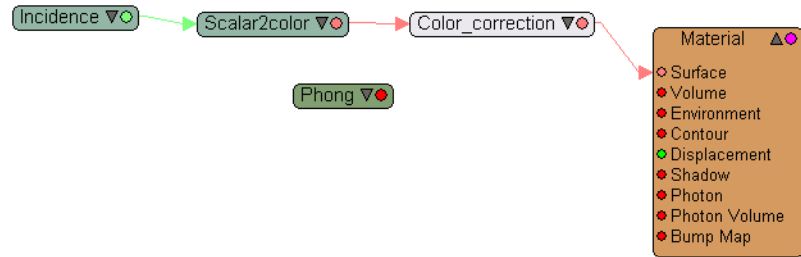 Incidence
Scalar2color
Color_correction
Phong
Material
Surface
Volume
Environment
Contour
Displacement
Shadow
Photon
Photon Volume
Bump Map